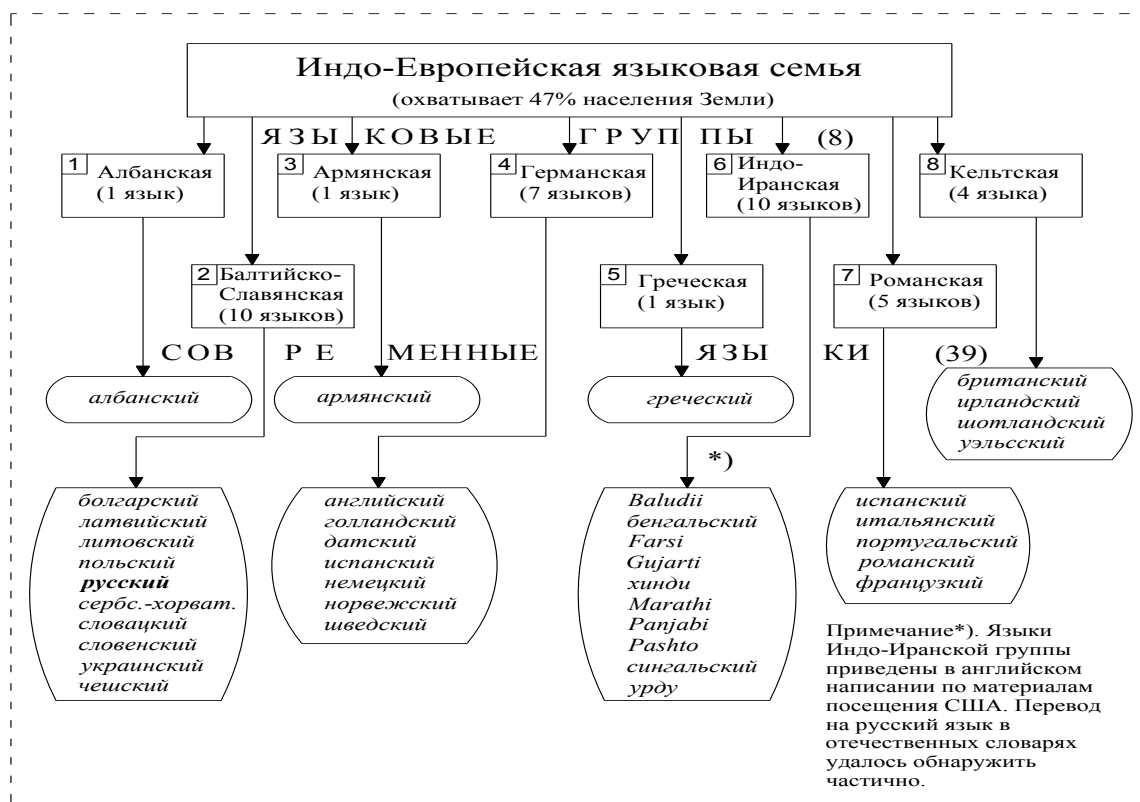 Индо-Европейская языковая семья
(охватывает 47% населения Земли)
ЯЗЫКОВЫЕ ГРУППЫ (8)
1 Албанская
(1 язык)
3 Армянская
(1 язык)
4 Германская
(7 языков)
6 Индо-
Иранская
(10 языков)
8 Кельтская
(4 языка)
2 Балтийско-
Славянская
(10 языков)
5 Греческая
(1 язык)
7 Романская
(5 языков)
СОВРЕМЕННЫЕ ЯЗЫКИ (39)
албанский
армянский
греческий
британский
ирландский
шотландский
уэльсский
*)
болгарский
латвийский
литовский
польский
русский
сербс.-хорват.
словацкий
словенский
украинский
чешский
английский
голландский
датский
испанский
немецкий
норвежский
шведский
Baludii
бенгальский
Farsi
Gujarti
хинди
Marathi
Panjabi
Pashto
сингальский
урду
испанский
итальянский
португальский
романский
французкий
Примечание*). Языки
Индо-Иранской группы
приведены в английском
написании по материалам
посещения США. Перевод
на русский язык в
отечественных словарях
удалось обнаружить
частично.